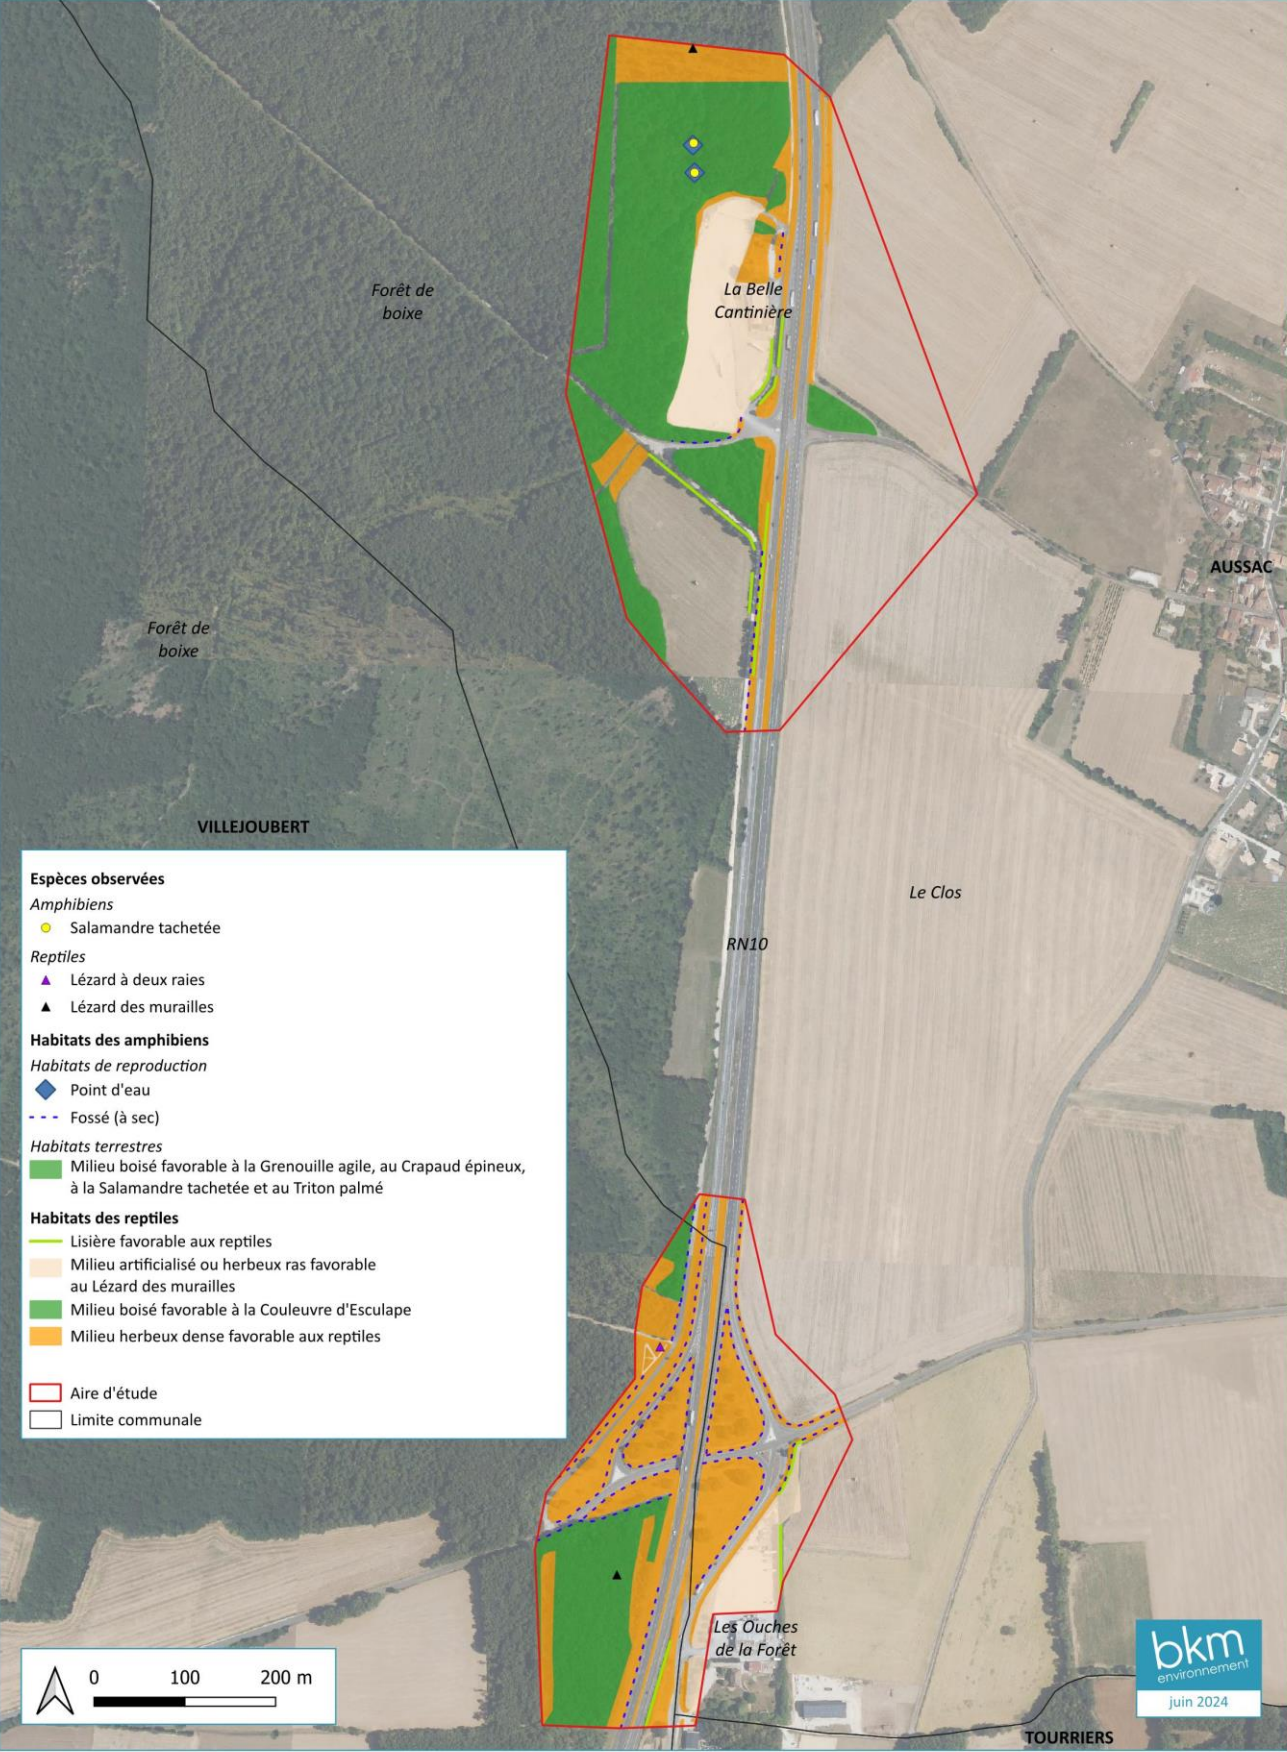 La Belle
Cantinière
Forêt de
boixe
AUSSAC
Forêt de
boixe
VILLEJOUBERT
Le Clos
RN10
Espèces observées
Amphibiens
Salamandre tachetée
Reptiles
Lézard à deux raies
Lézard des murailles
Habitats des amphibiens
Habitats de reproduction
Point d'eau
Fossé (à sec)
Habitats terrestres
Milieu boisé favorable à la Grenouille agile, au Crapaud épineux,
à la Salamandre tachetée et au Triton palmé
Habitats des reptiles
Lisière favorable aux reptiles
Milieu artificialisé ou herbeux ras favorable
au Lézard des murailles
Milieu boisé favorable à la Couleuvre d'Esculape
Milieu herbeux dense favorable aux reptiles
Aire d'étude
Limite communale
Les Ouches
de la Forêt
0 100 200 m
bkm
environnement
juin 2024
TOURRIERS